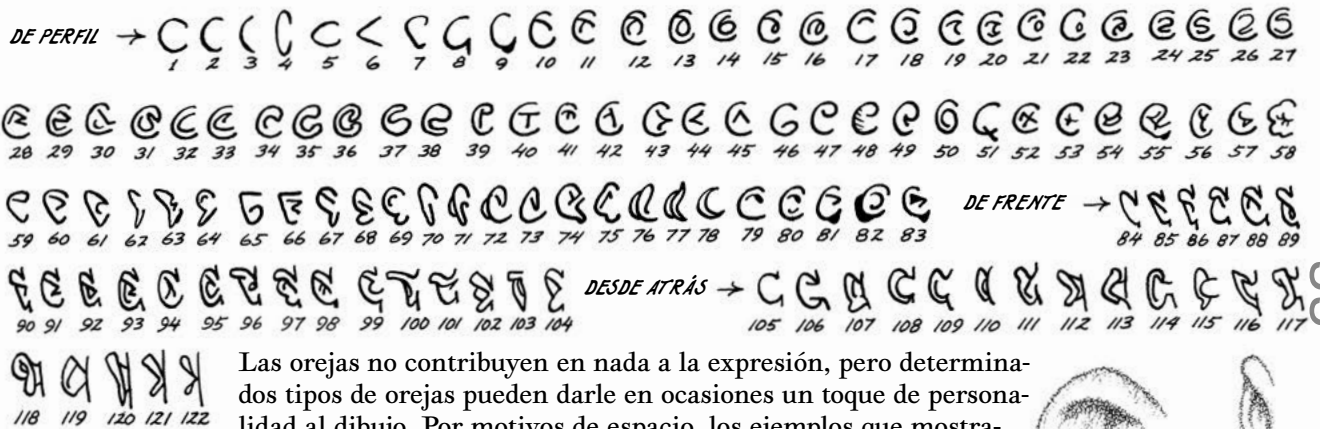 DE PERFIL → 1 2 3 4 5 6 7 8 9 10 11 12 13 14 15 16 17 18 19 20 21 22 23 24 25 26 27
28 29 30 31 32 33 34 35 36 37 38 39 40 41 42 43 44 45 46 47 48 49 50 51 52 53 54 55 56 57 58
59 60 61 62 63 64 65 66 67 68 69 70 71 72 73 74 75 76 77 78 79 80 81 82 83 DE FRENTE → 84 85 86 87 88 89
90 91 92 93 94 95 96 97 98 99 100 101 102 103 104 DESDE ATRÁS → 105 106 107 108 109 110 111 112 113 114 115 116 117
118 119 120 121 122
Las orejas no contribuyen en nada a la expresión, pero determina-
dos tipos de orejas pueden darle en ocasiones un toque de persona-
lidad al dibujo. Por motivos de espacio, los ejemplos que mostra-